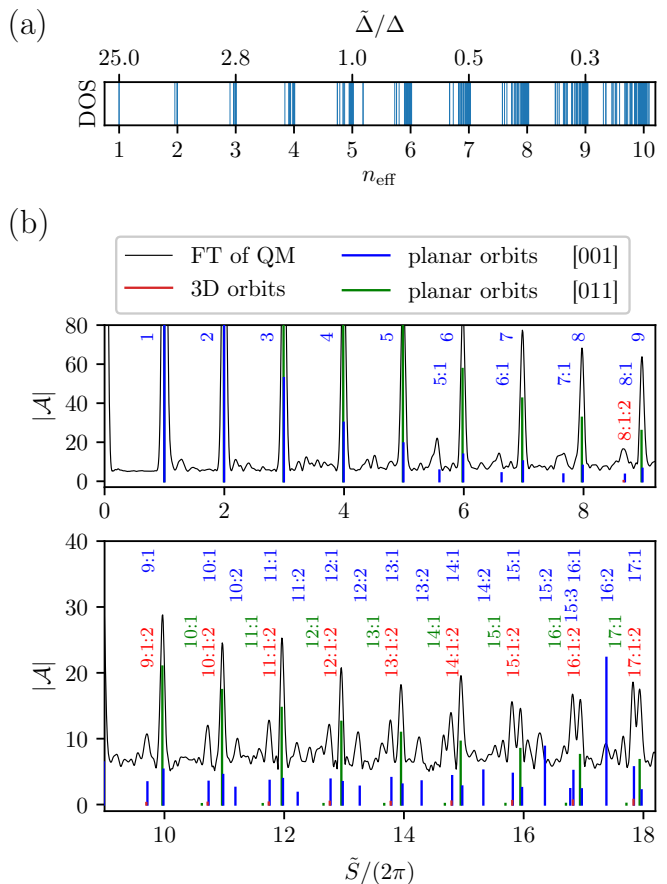 (a)
Δ̃/Δ
25.0 2.8 1.0 0.5 0.3
DOS
1 2 3 4 5 6 7 8 9 10
n_eff
(b)
FT of QM
planar orbits [001]
3D orbits
planar orbits [011]
80
60
40
20
0
|𝒜|
1 2 3 4 5 6 7 8 9
5:1 6:1 7:1 8:1
8:1:2
0 2 4 6 8
40
30
20
10
0
|𝒜|
9:1 10:1 11:1 12:1 13:1 14:1 15:1 16:1 17:1
10:2 11:2 12:2 13:2 14:2 15:2 15:3 16:2
10:1 11:1 12:1 13:1 14:1 15:1 16:1 17:1
9:1:2 10:1:2 11:1:2 12:1:2 13:1:2 14:1:2 15:1:2 16:1:2 17:1:2
10 12 14 16 18
S̃/(2π)